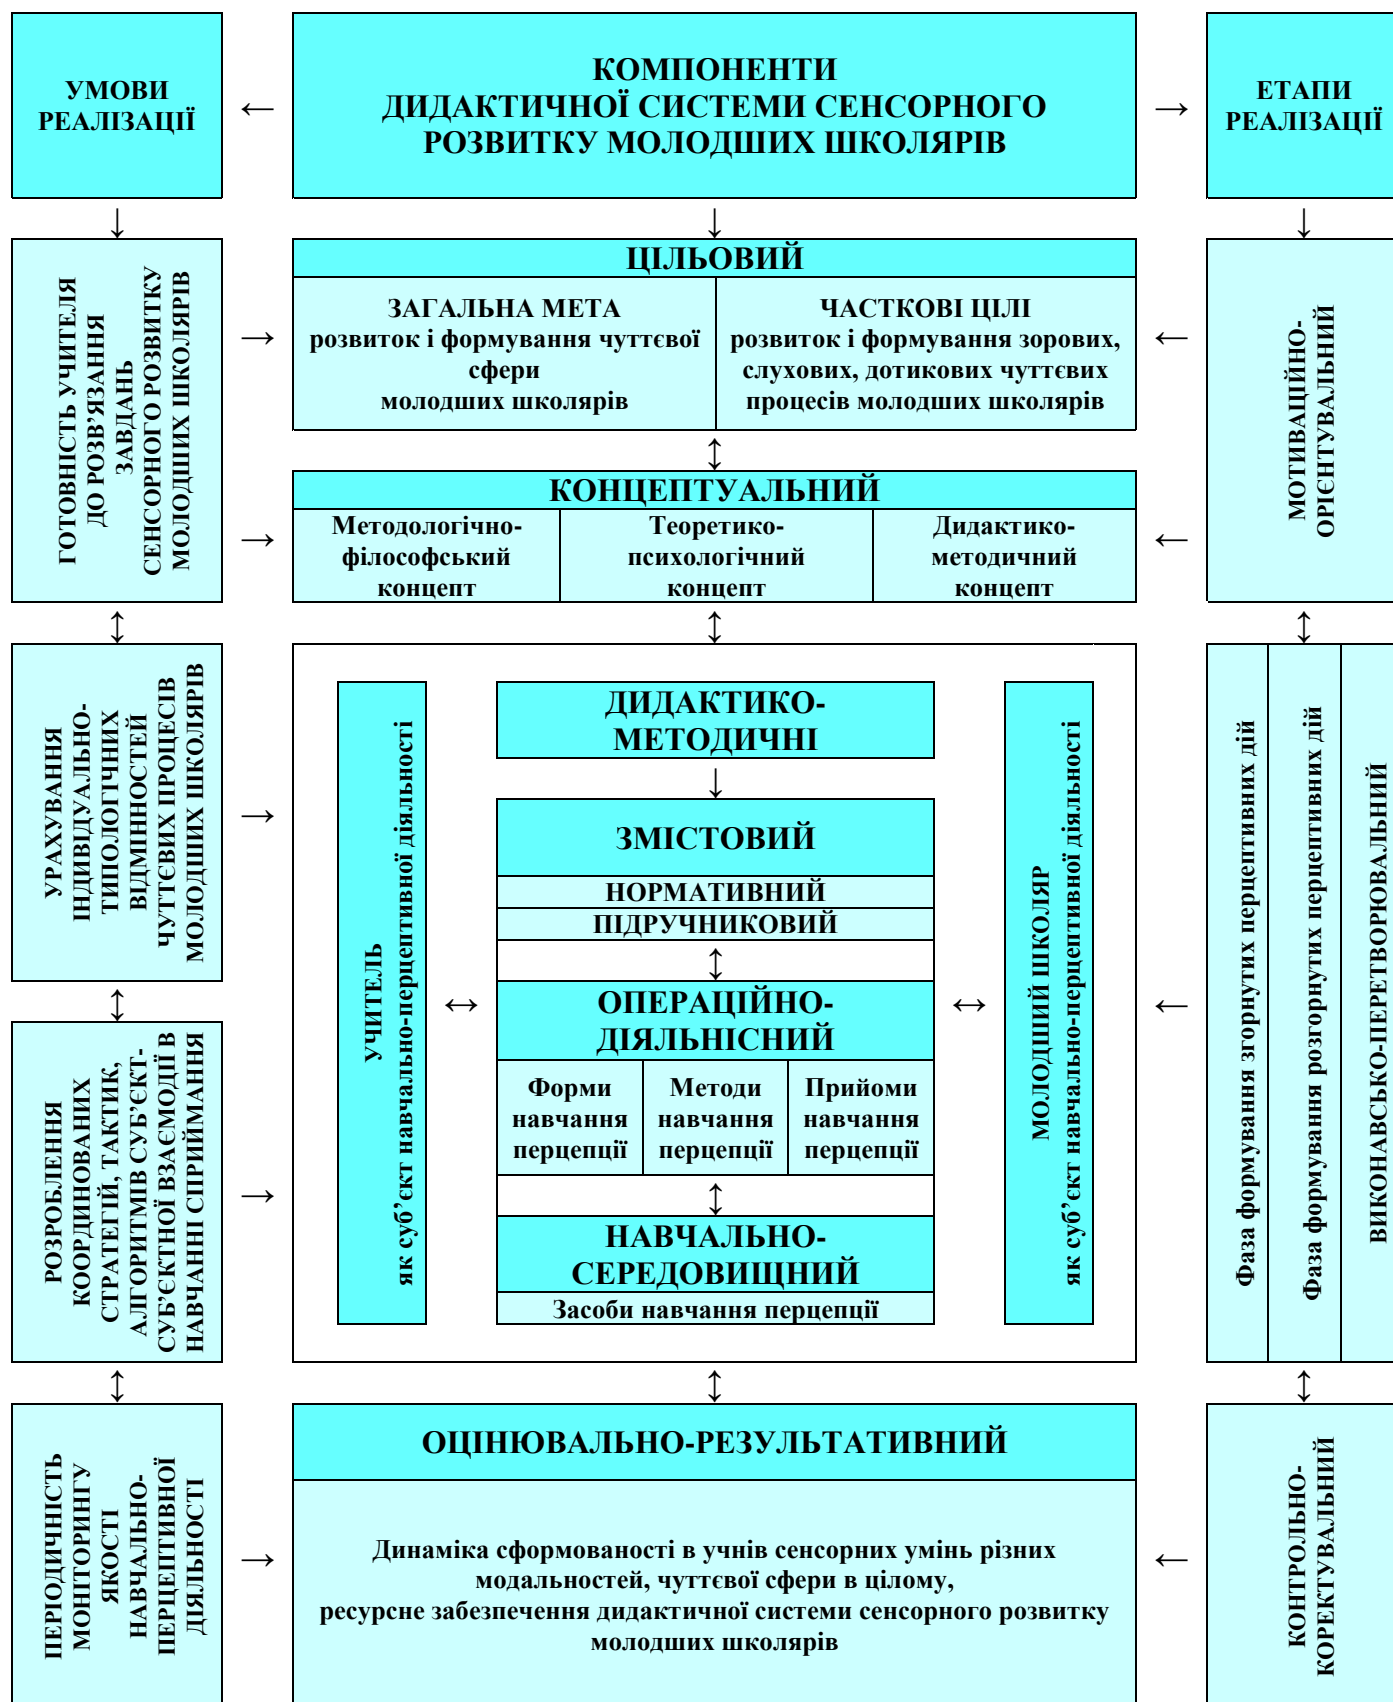 УМОВИ
РЕАЛІЗАЦІЇ
←
КОМПОНЕНТИ
ДИДАКТИЧНОЇ СИСТЕМИ СЕНСОРНОГО
РОЗВИТКУ МОЛОДШИХ ШКОЛЯРІВ
→
ЕТАПИ
РЕАЛІЗАЦІЇ
ГОТОВНІСТЬ УЧИТЕЛЯ
ДО РОЗВ’ЯЗАННЯ
ЗАВДАНЬ
СЕНСОРНОГО РОЗВИТКУ
МОЛОДШИХ ШКОЛЯРІВ
ЦІЛЬОВИЙ
ЗАГАЛЬНА МЕТА
розвиток і формування чуттєвої
сфери
молодших школярів
ЧАСТКОВІ ЦІЛІ
розвиток і формування зорових,
слухових, дотикових чуттєвих
процесів молодших школярів
КОНЦЕПТУАЛЬНИЙ
Методологічно-
філософський
концепт
Теоретико-
психологічний
концепт
Дидактико-
методичний
концепт
МОТИВАЦІЙНО-
ОРІЄНТУВАЛЬНИЙ
УРАХУВАННЯ
ІНДИВІДУАЛЬНО-
ТИПОЛОГІЧНИХ
ВІДМІННОСТЕЙ
ЧУТТЄВИХ ПРОЦЕСІВ
МОЛОДШИХ ШКОЛЯРІВ
РОЗРОБЛЕННЯ
КООРДИНОВАНИХ
СТРАТЕГІЙ, ТАКТИК,
АЛГОРИТМІВ СУБ’ЄКТ-
СУБ’ЄКТНОЇ ВЗАЄМОДІЇ В
НАВЧАННІ СПРИЙМАННЯ
УЧИТЕЛЬ
як суб’єкт навчально-перцептивної діяльності
ДИДАКТИКО-
МЕТОДИЧНІ
ЗМІСТОВИЙ
НОРМАТИВНИЙ
ПІДРУЧНИКОВИЙ
ОПЕРАЦІЙНО-
ДІЯЛЬНІСНИЙ
Форми
навчання
перцепції
Методи
навчання
перцепції
Прийоми
навчання
перцепції
НАВЧАЛЬНО-
СЕРЕДОВИЩНИЙ
Засоби навчання перцепції
МОЛОДШИЙ ШКОЛЯР
як суб’єкт навчально-перцептивної діяльності
Фаза формування згорнутих перцептивних дій
Фаза формування розгорнутих перцептивних дій
ВИКОНАВСЬКО-ПЕРЕТВОРЮВАЛЬНИЙ
ПЕРІОДИЧНІСТЬ
МОНІТОРИНГУ
ЯКОСТІ
НАВЧАЛЬНО-
ПЕРЦЕПТИВНОЇ
ДІЯЛЬНОСТІ
ОЦІНЮВАЛЬНО-РЕЗУЛЬТАТИВНИЙ
Динаміка сформованості в учнів сенсорних умінь різних
модальностей, чуттєвої сфери в цілому,
ресурсне забезпечення дидактичної системи сенсорного розвитку
молодших школярів
КОНТРОЛЬНО-
КОРЕКТУВАЛЬНИЙ